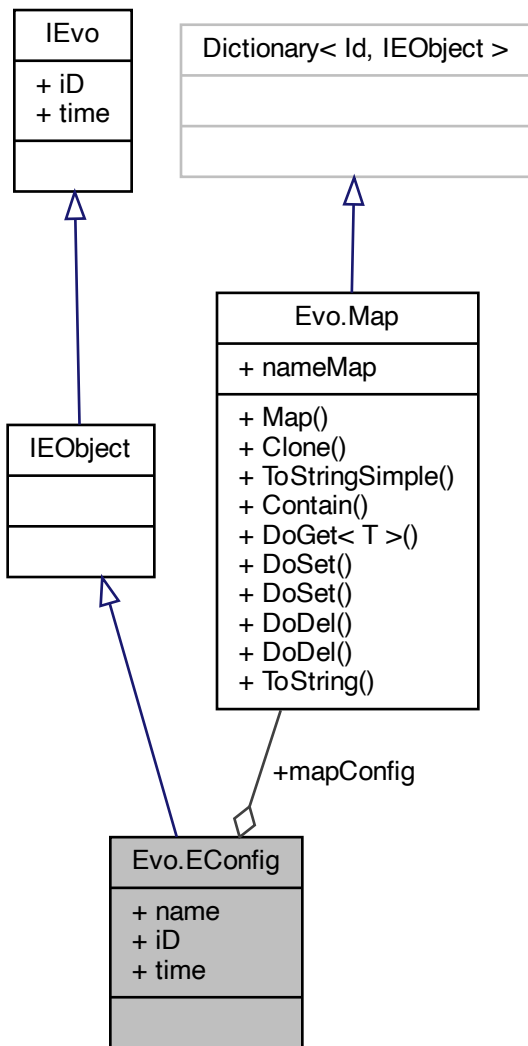 IEvo
+ iD
+ time
Dictionary< Id, IEObject >
Evo.Map
+ nameMap
+ Map()
+ Clone()
+ ToStringSimple()
+ Contain()
+ DoGet< T >()
+ DoSet()
+ DoSet()
+ DoDel()
+ DoDel()
+ ToString()
IEObject
+mapConfig
Evo.EConfig
+ name
+ iD
+ time